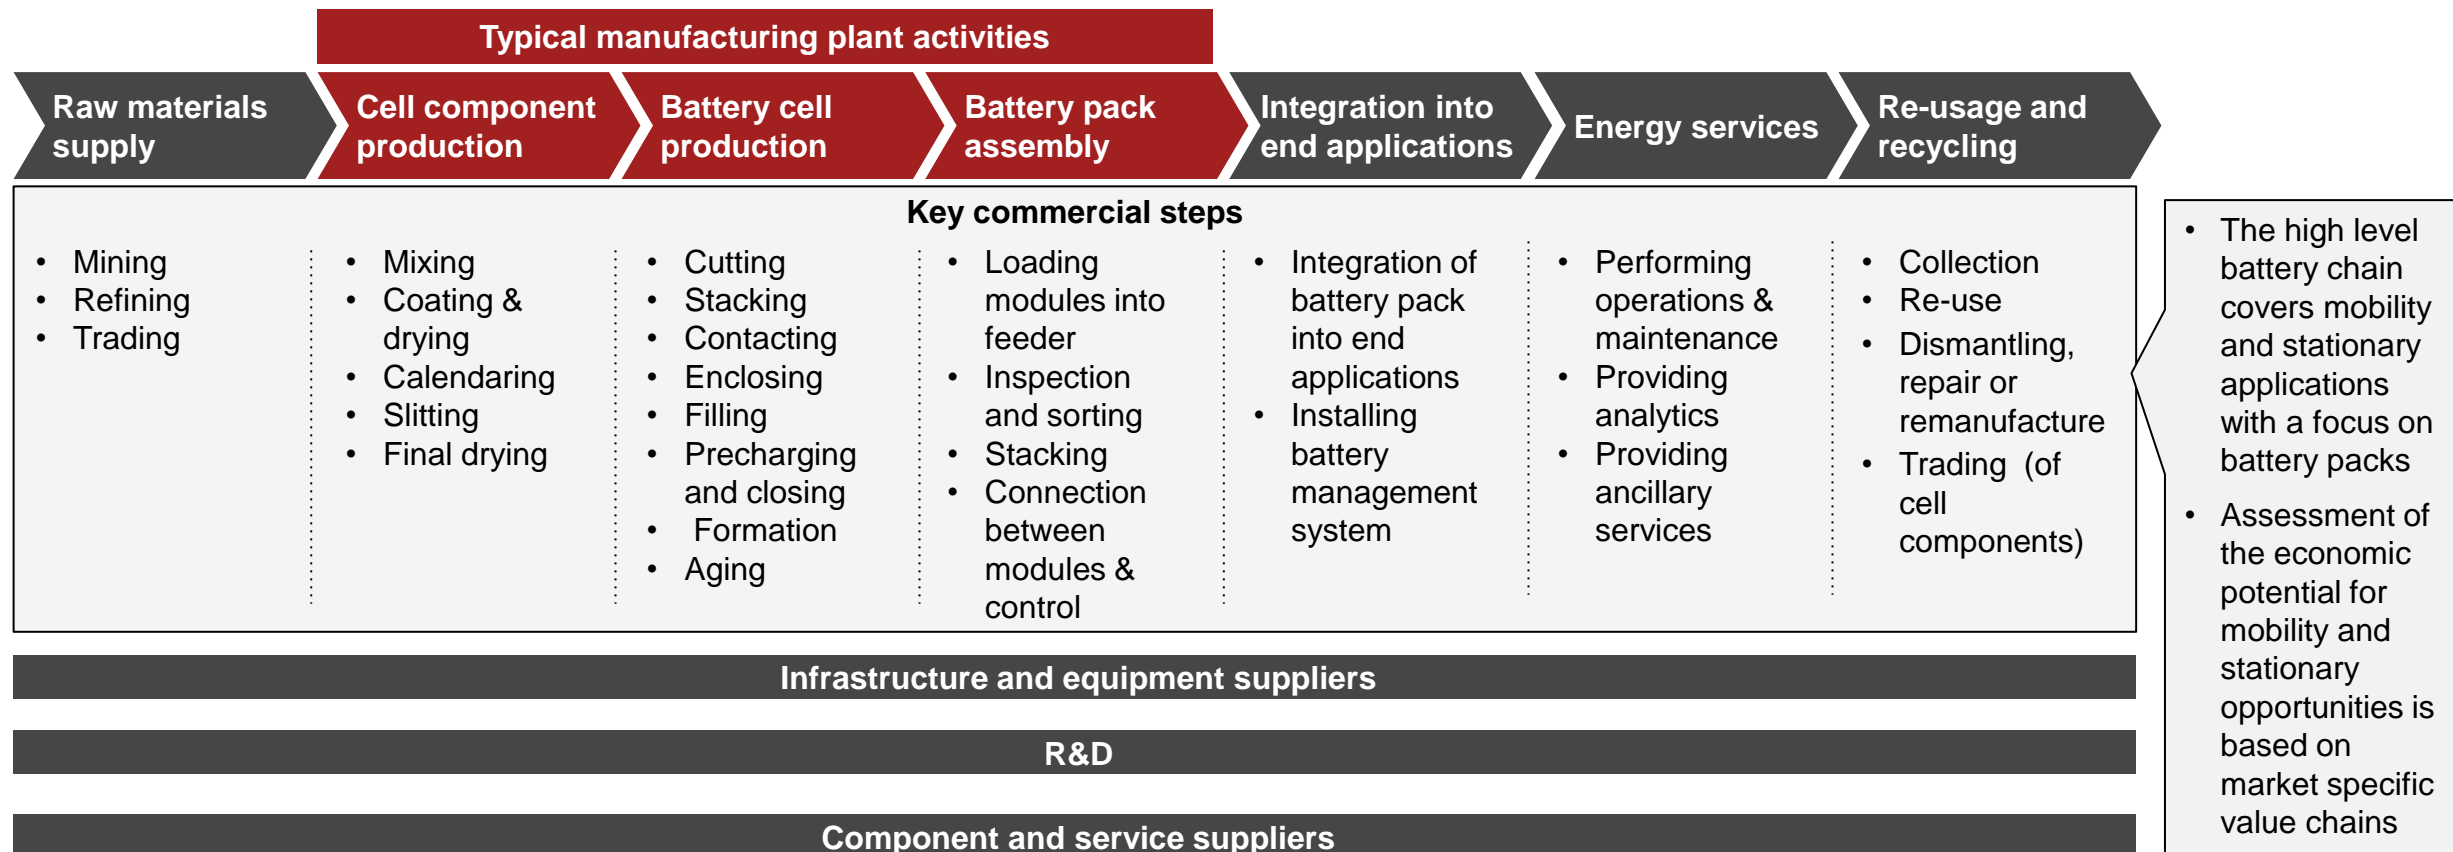 Typical manufacturing plant activities
Raw materials
supply
Cell component
production
Battery cell
production
Battery pack
assembly
Integration into
end applications
Energy services
Re-usage and
recycling
Key commercial steps
• Mining
• Refining
• Trading
• Mixing
• Coating &
drying
• Calendaring
• Slitting
• Final drying
• Cutting
• Stacking
• Contacting
• Enclosing
• Filling
• Precharging
and closing
• Formation
• Aging
• Loading
modules into
feeder
• Inspection
and sorting
• Stacking
• Connection
between
modules &
control
• Integration of
battery pack
into end
applications
• Installing
battery
management
system
• Performing
operations &
maintenance
• Providing
analytics
• Providing
ancillary
services
• Collection
• Re-use
• Dismantling,
repair or
remanufacture
• Trading (of
cell
components)
• The high level
battery chain
covers mobility
and stationary
applications
with a focus on
battery packs
• Assessment of
the economic
potential for
mobility and
stationary
opportunities is
based on
market specific
value chains
Infrastructure and equipment suppliers
R&D
Component and service suppliers